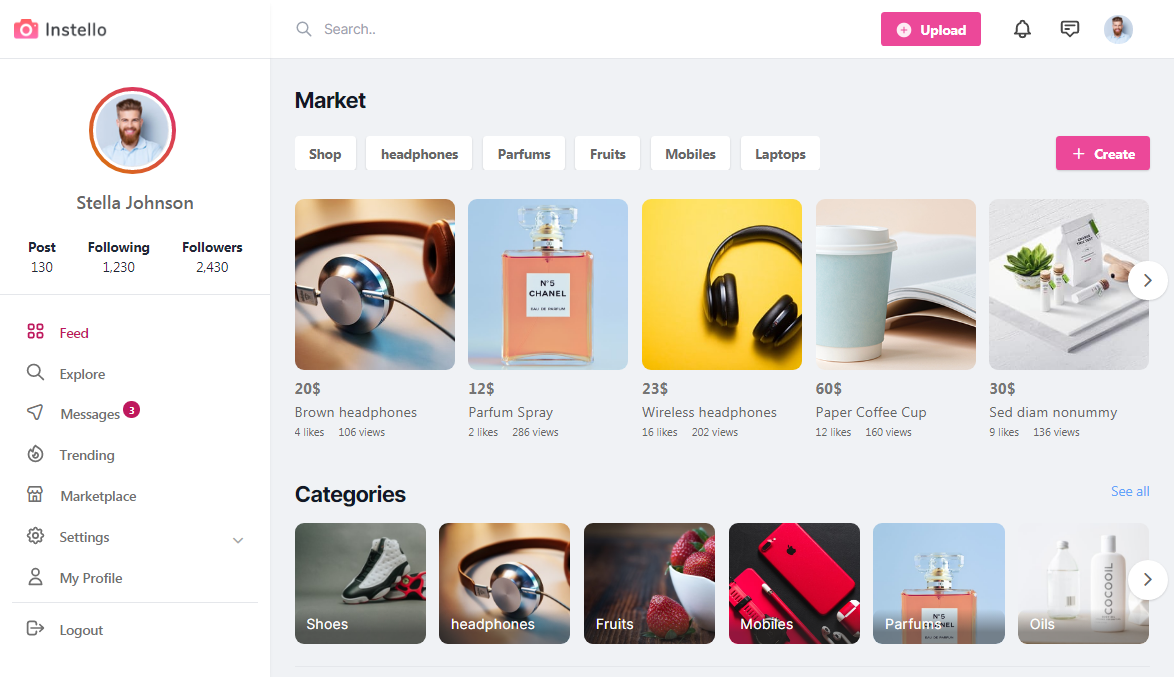 Instello
Search..
Upload
Stella Johnson
Post Following Followers
130 1,230 2,430
Feed
Explore
Messages 3
Trending
Marketplace
Settings
My Profile
Logout
Market
Shop headphones Parfums Fruits Mobiles Laptops
Create
N°5
CHANEL
EAU DE PARFUM
20$ 12$ 23$ 60$ 30$
Brown headphones Parfum Spray Wireless headphones Paper Coffee Cup Sed diam nonummy
4 likes 106 views 2 likes 286 views 16 likes 202 views 12 likes 160 views 9 likes 136 views
Categories
See all
COCOOIL
N°5
Shoes headphones Fruits Mobiles Parfums Oils